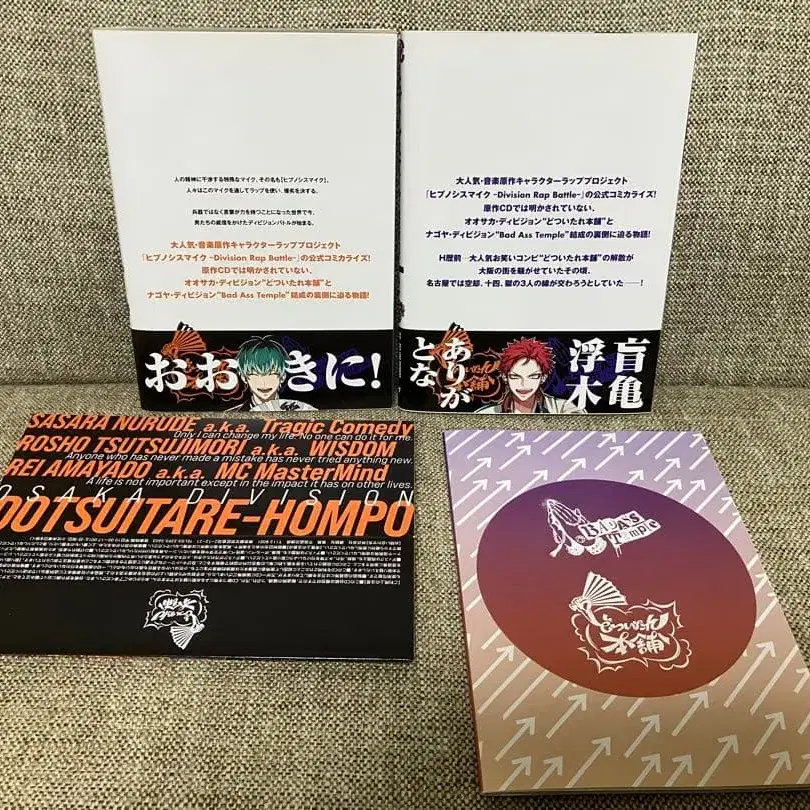 人の精神に干渉する特殊なマイク、その名も【ヒプノシスマイク】。
人々はこのマイクを通してラップを使い、優劣を決する。
兵器ではなく言葉が力を持つことになった世界で今、
男たちの威信をかけたディビジョンバトルが始まる。
大人気・音楽原作キャラクターラッププロジェクト
『ヒプノシスマイク -Division Rap Battle-』の公式コミカライズ!
原作CDでは明かされていない、
オオサカ・ディビジョン“どついたれ本舗”と
ナゴヤ・ディビジョン“Bad Ass Temple”結成の裏側に迫る物語!
おおきに!
大人気・音楽原作キャラクターラッププロジェクト
『ヒプノシスマイク -Division Rap Battle-』の公式コミカライズ!
原作CDでは明かされていない、
オオサカ・ディビジョン“どついたれ本舗”と
ナゴヤ・ディビジョン“Bad Ass Temple”結成の裏側に迫る物語!
H歴前─大人気お笑いコンビ“どついたれ本舗”の解散が
大阪の街を騒がせていたその頃、
名古屋では空却、十四、獄の3人の線が交わろうとしていた──!
盲亀
浮木
ありが
とな
SASARA NURUDE a.k.a. Tragic Comedy
Only I can change my life. No one can do it for me.
ROSHO TSUTSUJIMORI a.k.a. WISDOM
Anyone who has never made a mistake has never tried anything new.
REI AMAYADO a.k.a. MC MasterMind
A life is not important except in the impact it has on other lives.
OSAKA DIVISION
DOTSUITARE-HOMPO
どついたれ
本舗
BAD A.S.S
Temple
どついたれ
本舗